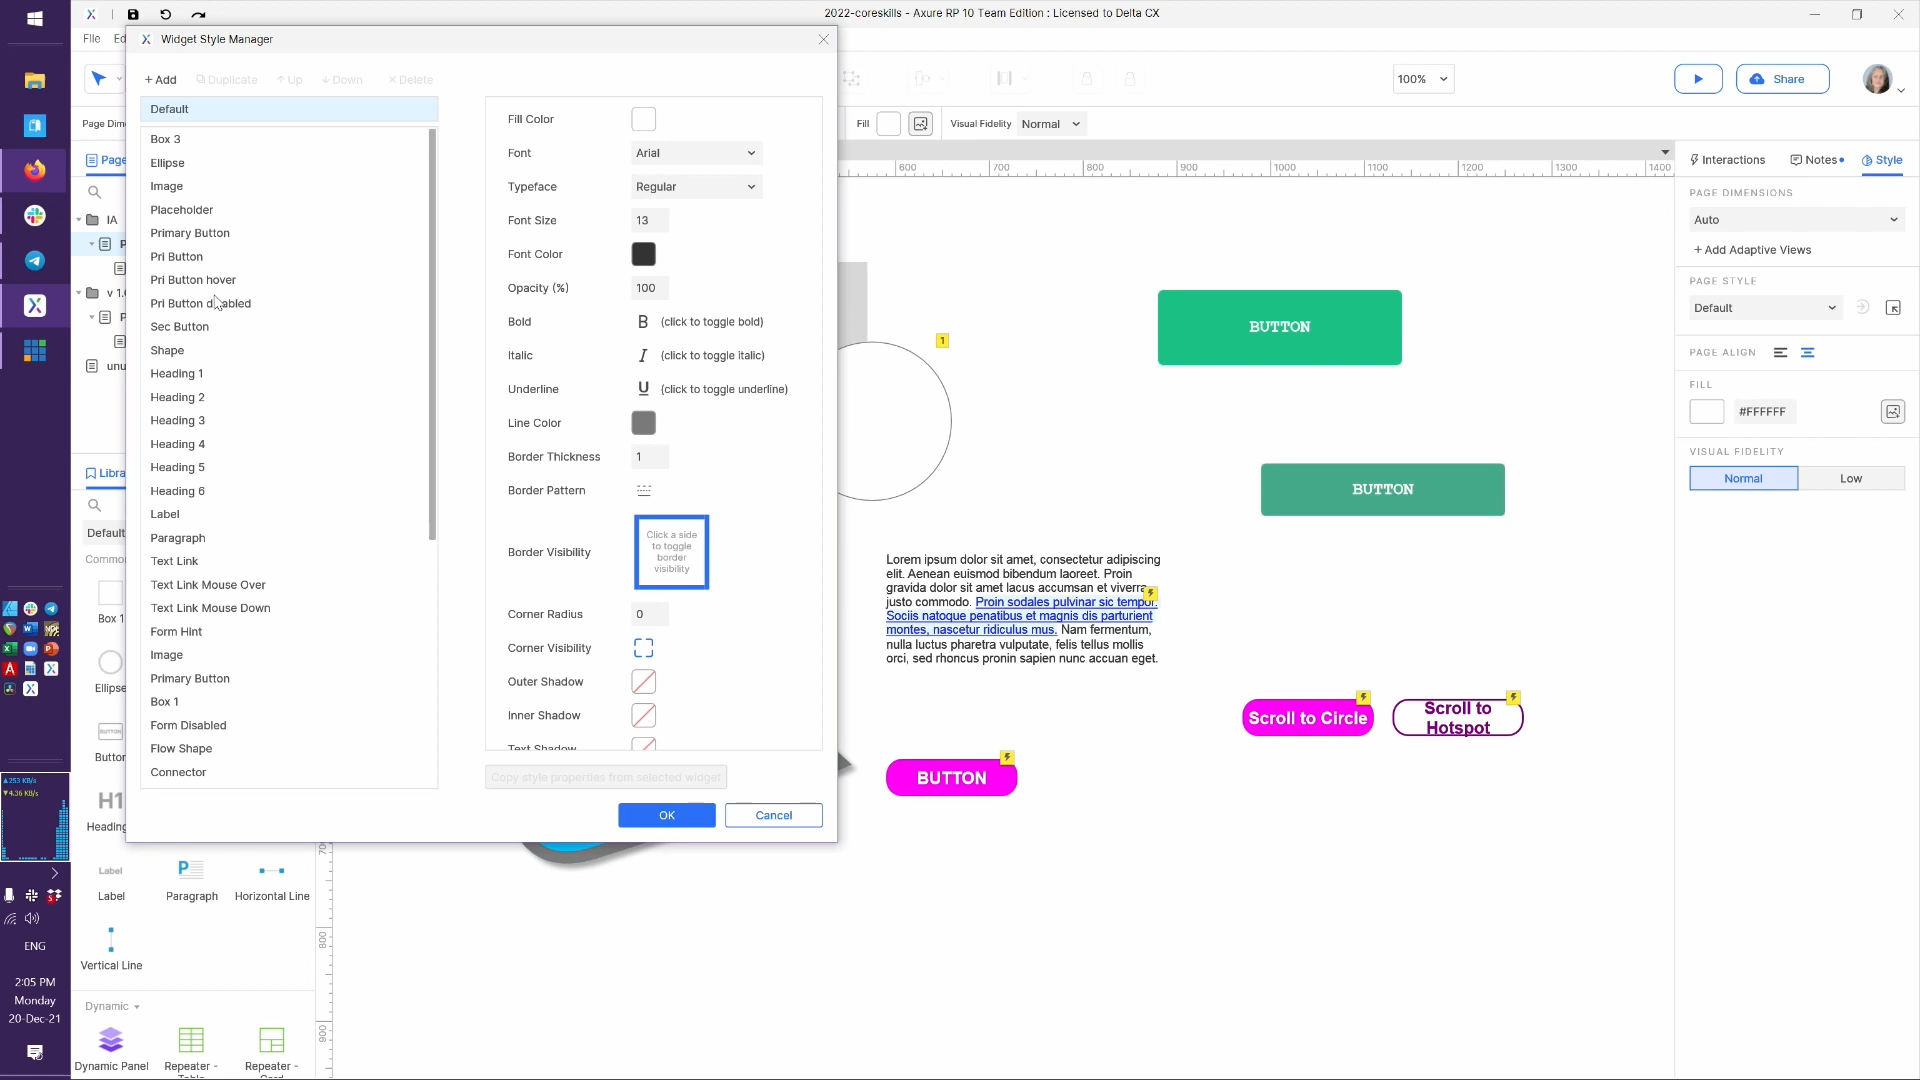 2022-coreskills - Axure RP 10 Team Edition : Licensed to Delta CX
File
Widget Style Manager
+ Add
Duplicate
Up
Down
Delete
100%
Share
Default
Page Dim
Fill
Visual Fidelity
Normal
Box 3
Ellipse
Image
Placeholder
Primary Button
Pri Button
Pri Button hover
Sec Button
Shape
Heading 1
Heading 2
Heading 3
Heading 4
Heading 5
Heading 6
Label
Paragraph
Text Link
Text Link Mouse Over
Text Link Mouse Down
Form Hint
Image
Primary Button
Box 1
Form Disabled
Flow Shape
Connector
Fill Color
Font
Arial
Typeface
Regular
Font Size
13
Font Color
Opacity (%)
100
Bold
B
(click to toggle bold)
Italic
I
(click to toggle italic)
Underline
U
(click to toggle underline)
Line Color
Border Thickness
1
Border Pattern
Border Visibility
Click a side
to toggle
border
visibility
Corner Radius
0
Corner Visibility
Outer Shadow
Inner Shadow
Text Shadow
Copy style properties from selected widget
OK
Cancel
IA
Default
Box 1
Ellipse
Label
Paragraph
Horizontal Line
Vertical Line
Dynamic
Dynamic Panel
Repeater -
Repeater -
600
700
800
900
1000
1100
1200
1300
1400
800
900
1
BUTTON
BUTTON
Lorem ipsum dolor sit amet, consectetur adipiscing
elit. Aenean euismod bibendum laoreet. Proin
gravida dolor sit amet lacus accumsan et viverra
justo commodo. Proin sodales pulvinar sic tempor.
Sociis natoque penatibus et magnis dis parturient
montes, nascetur ridiculus mus. Nam fermentum,
nulla luctus pharetra vulputate, felis tellus mollis
orci, sed rhoncus pronin sapien nunc accuan eget.
Scroll to Circle
Scroll to
Hotspot
BUTTON
Interactions
Notes
Style
PAGE DIMENSIONS
Auto
+ Add Adaptive Views
PAGE STYLE
Default
PAGE ALIGN
FILL
#FFFFFF
VISUAL FIDELITY
Normal
Low
ENG
2:05 PM
Monday
20-Dec-21